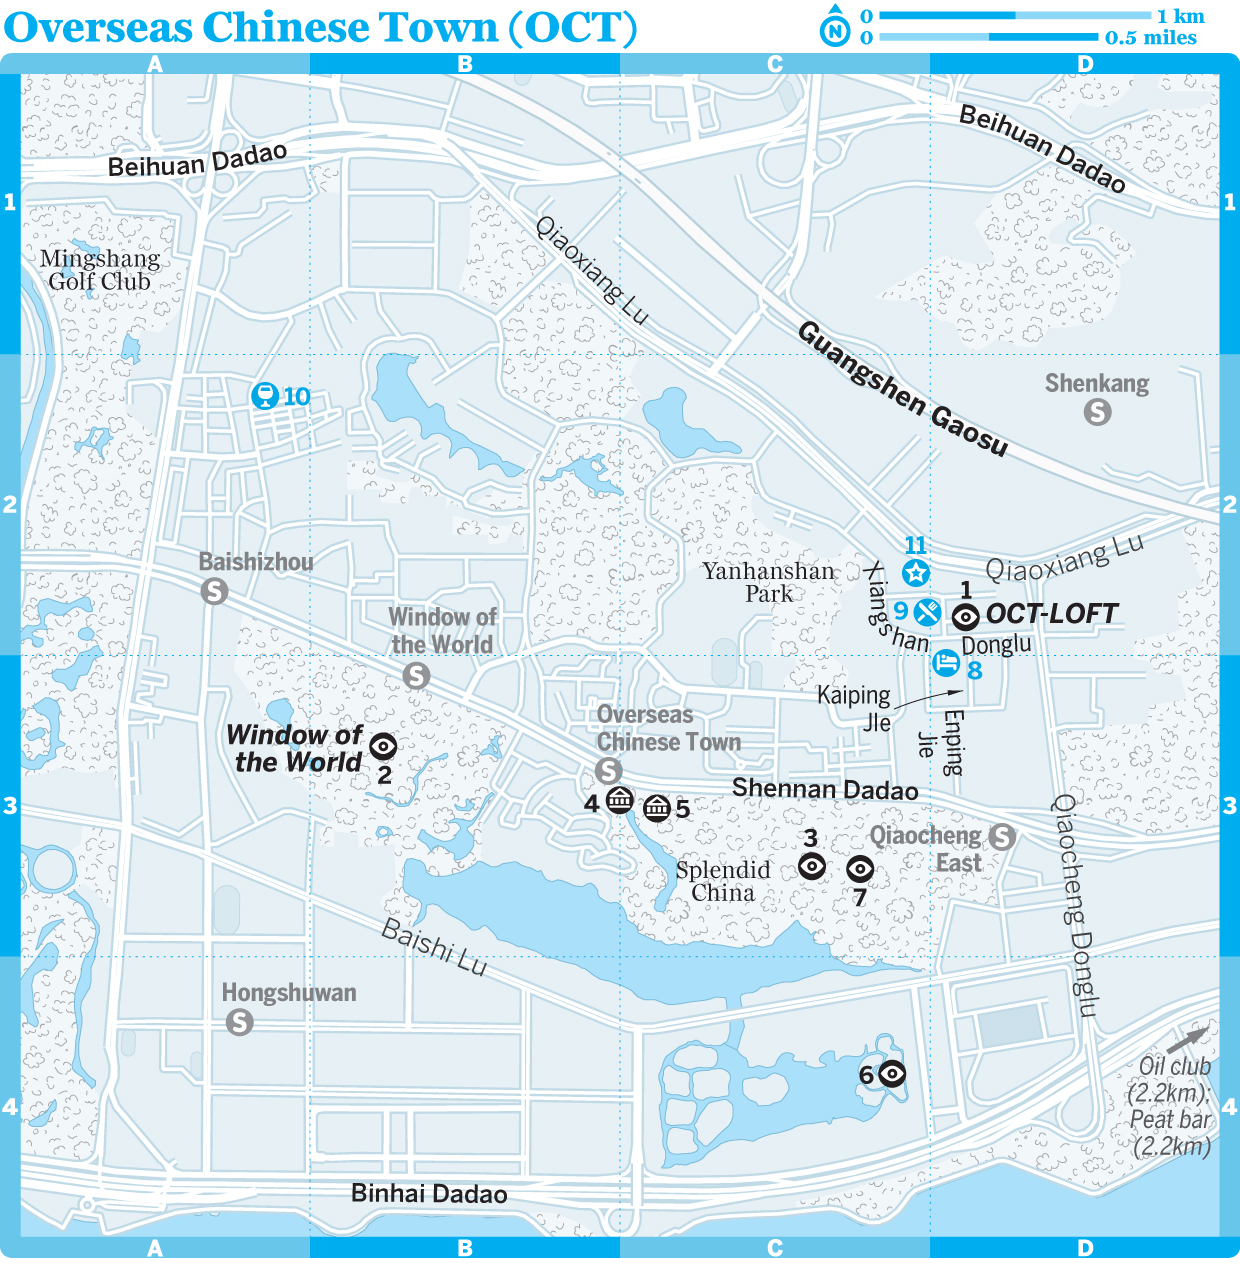 Overseas Chinese Town (OCT)
N
0 1 km
0 0.5 miles
A B C D
Beihuan Dadao
Beihuan Dadao
1 1
Qiaoxiang Lu
Mingshang
Golf Club
Guangshen Gaosu
Shenkang
S
10
2 2
Baishizhou
S
Qiaoxiang Lu
11
Yanhanshan
Park
Xiangshan
9
1
OCT-LOFT
Donglu
Window of
the World
S
8
Kaiping
JIe
Enping
Jie
Overseas
Chinese Town
S
Window of
the World
2
Shennan Dadao
3 3
4
5
Qiaocheng
East
S
Qiaocheng Donglu
3
Splendid
China
7
Baishi Lu
Hongshuwan
S
6
Oil club
(2.2km);
Peat bar
(2.2km)
4 4
Binhai Dadao
A B C D